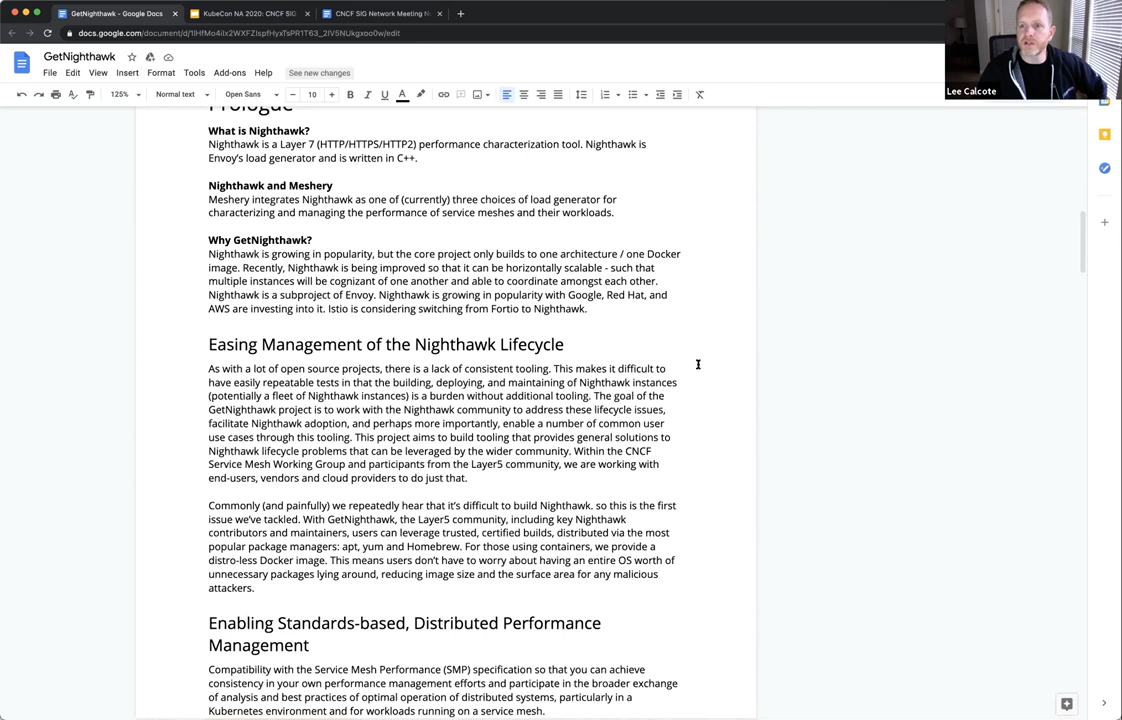 GetNighthawk - Google Docs
KubeCon NA 2020: CNCF SIG
CNCF SIG Network Meeting N
docs.google.com/document/d/1IHfMo4iIx2WXFZIspfHyxTsPR1T63_2IV5NUkgxoo0w/edit
GetNighthawk
File Edit View Insert Format Tools Add-ons Help See new changes
125% Normal text Open Sans 10
Lee Calcote
Prologue
What is Nighthawk?
Nighthawk is a Layer 7 (HTTP/HTTPS/HTTP2) performance characterization tool. Nighthawk is
Envoy's load generator and is written in C++.
Nighthawk and Meshery
Meshery integrates Nighthawk as one of (currently) three choices of load generator for
characterizing and managing the performance of service meshes and their workloads.
Why GetNighthawk?
Nighthawk is growing in popularity, but the core project only builds to one architecture / one Docker
image. Recently, Nighthawk is being improved so that it can be horizontally scalable - such that
multiple instances will be cognizant of one another and able to coordinate amongst each other.
Nighthawk is a subproject of Envoy. Nighthawk is growing in popularity with Google, Red Hat, and
AWS are investing into it. Istio is considering switching from Fortio to Nighthawk.
Easing Management of the Nighthawk Lifecycle
As with a lot of open source projects, there is a lack of consistent tooling. This makes it difficult to
have easily repeatable tests in that the building, deploying, and maintaining of Nighthawk instances
(potentially a fleet of Nighthawk instances) is a burden without additional tooling. The goal of the
GetNighthawk project is to work with the Nighthawk community to address these lifecycle issues,
facilitate Nighthawk adoption, and perhaps more importantly, enable a number of common user
use cases through this tooling. This project aims to build tooling that provides general solutions to
Nighthawk lifecycle problems that can be leveraged by the wider community. Within the CNCF
Service Mesh Working Group and participants from the Layer5 community, we are working with
end-users, vendors and cloud providers to do just that.
Commonly (and painfully) we repeatedly hear that it's difficult to build Nighthawk. so this is the first
issue we've tackled. With GetNighthawk, the Layer5 community, including key Nighthawk
contributors and maintainers, users can leverage trusted, certified builds, distributed via the most
popular package managers: apt, yum and Homebrew. For those using containers, we provide a
distro-less Docker image. This means users don't have to worry about having an entire OS worth of
unnecessary packages lying around, reducing image size and the surface area for any malicious
attackers.
Enabling Standards-based, Distributed Performance
Management
Compatibility with the Service Mesh Performance (SMP) specification so that you can achieve
consistency in your own performance management efforts and participate in the broader exchange
of analysis and best practices of optimal operation of distributed systems, particularly in a
Kubernetes environment and for workloads running on a service mesh.